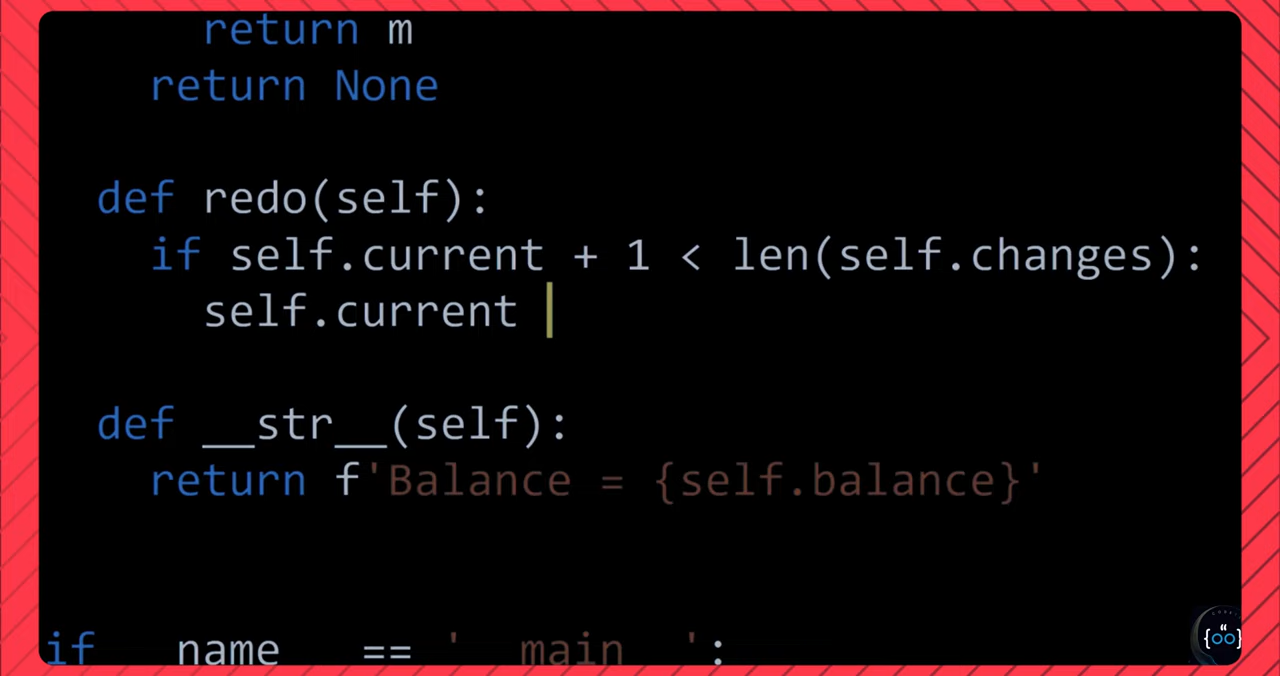 return m
return None
def redo(self):
if self.current + 1 < len(self.changes):
self.current
def __str__(self):
return f'Balance = {self.balance}'
if __name__ == '__main__':
{oo}